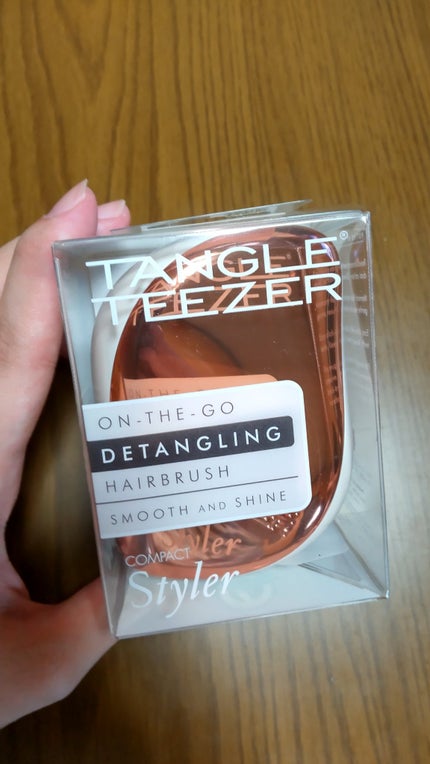 TANGLE
TEEZER®
ON-THE-GO
DETANGLING
HAIRBRUSH
SMOOTH AND SHINE
COMPACT
Styler